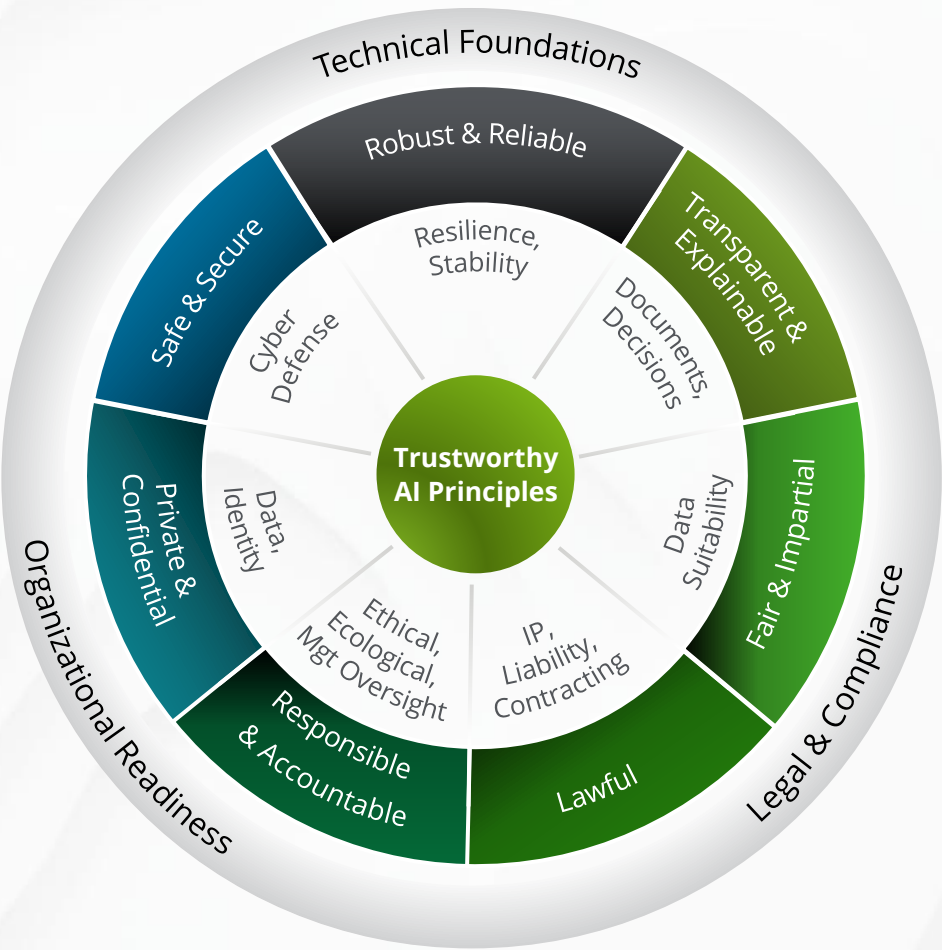 Technical Foundations
Robust & Reliable
Resilience,
Stability
Transparent &
Explainable
Documents,
Decisions
Fair & Impartial
Data
Suitability
Legal & Compliance
Lawful
IP,
Liability,
Contracting
Responsible
& Accountable
Ethical,
Ecological,
Mgt Oversight
Organizational Readiness
Private &
Confidential
Data,
Identity
Safe & Secure
Cyber
Defense
Trustworthy
AI Principles